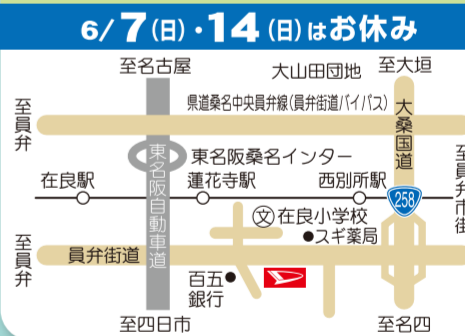 6/7(日)・14(日)はお休み
至名古屋
大山田団地
至大垣
至員弁
県道桑名中央員弁線(員弁街道バイパス)
大桑国道
東名阪自動車道
東名阪桑名インター
在良駅
蓮花寺駅
西別所駅
258
至員弁市街
文在良小学校
スギ薬局
至員弁
員弁街道
百五
銀行
至四日市
至名四